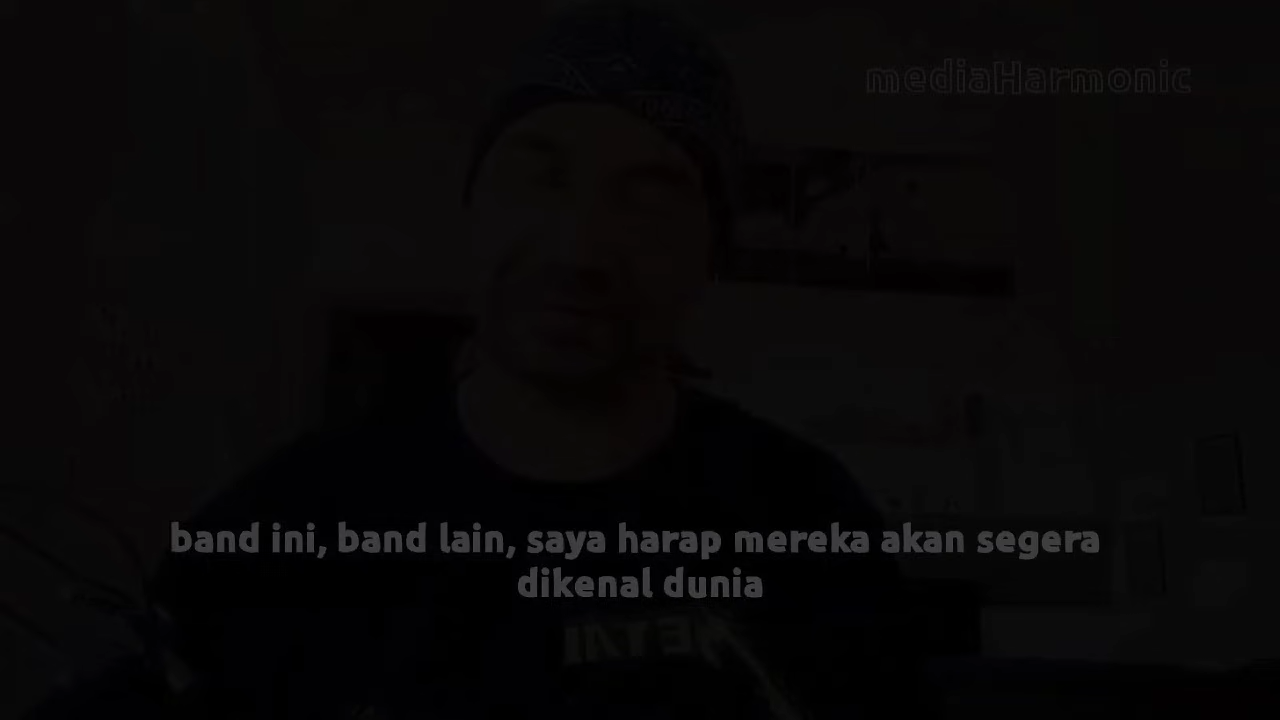 mediaHarmonic
band ini, band lain, saya harap mereka akan segera
dikenal dunia